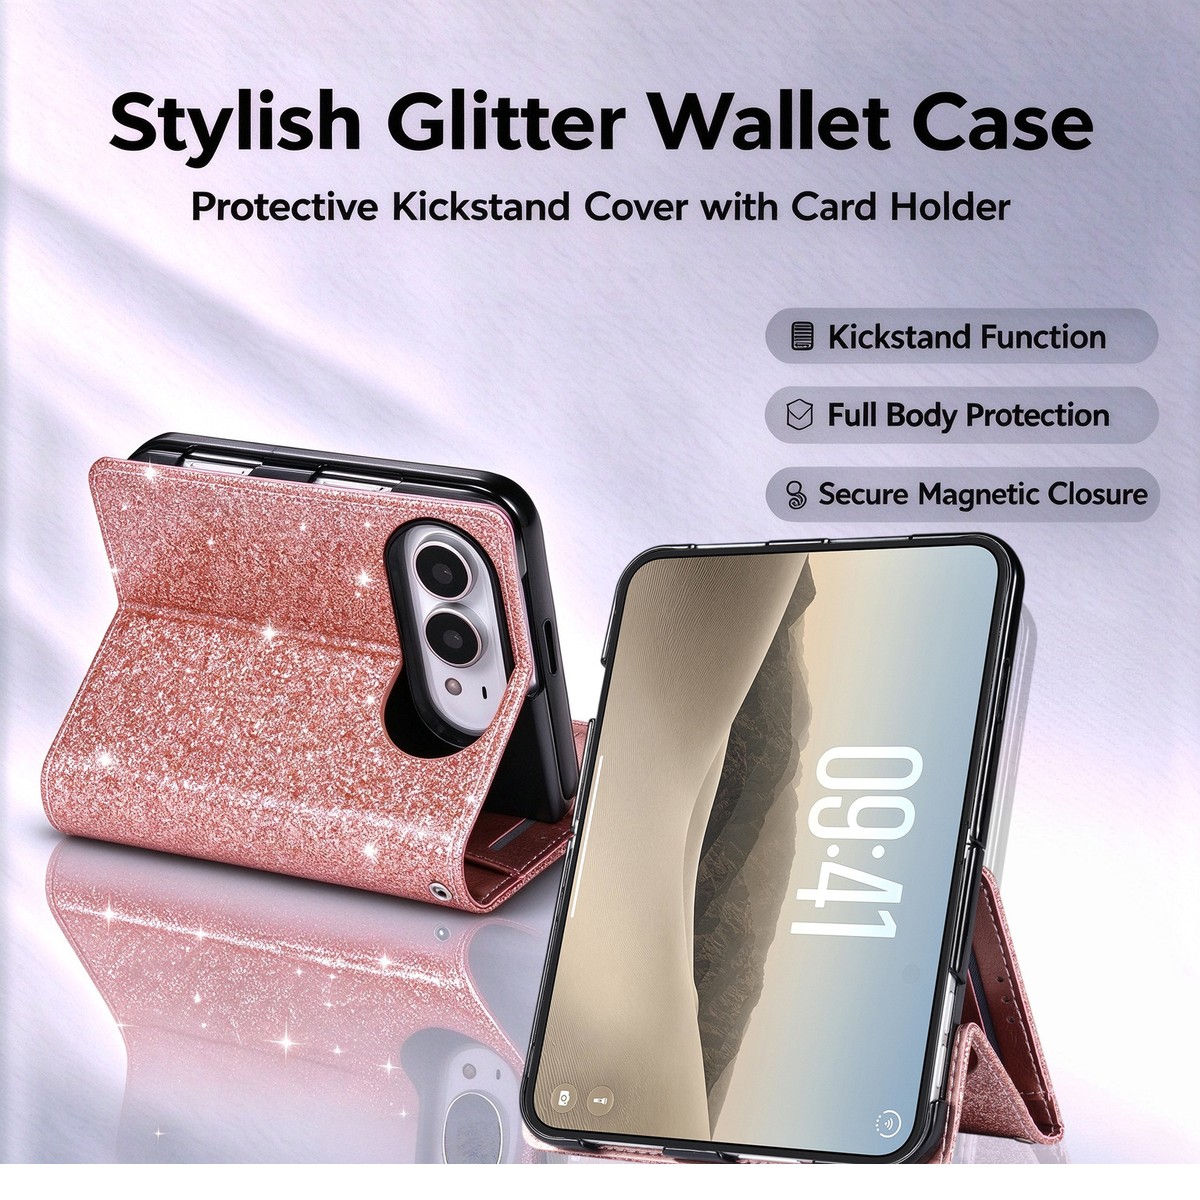 Stylish Glitter Wallet Case
Protective Kickstand Cover with Card Holder
Kickstand Function
Full Body Protection
Secure Magnetic Closure
09:41